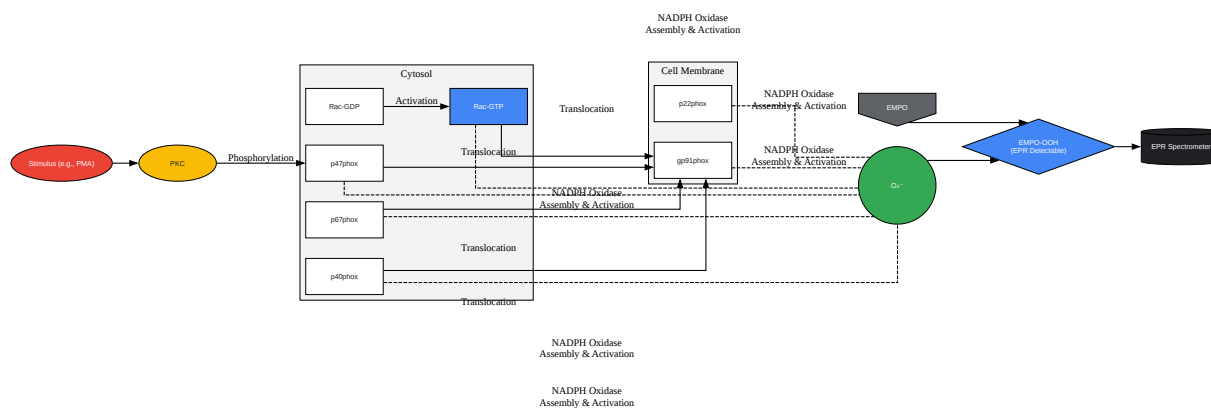 NADPH Oxidase
Assembly & Activation
Cytosol
Cell Membrane
Rac-GDP
Activation
Rac-GTP
Translocation
p22phox
NADPH Oxidase
Assembly & Activation
EMPO
Stimulus (e.g., PMA)
PKC
Phosphorylation
p47phox
Translocation
gp91phox
NADPH Oxidase
Assembly & Activation
EMPO-OOH
(EPR Detectable)
EPR Spectrometer
O₂⁻
NADPH Oxidase
Assembly & Activation
p67phox
Translocation
p40phox
Translocation
NADPH Oxidase
Assembly & Activation
NADPH Oxidase
Assembly & Activation